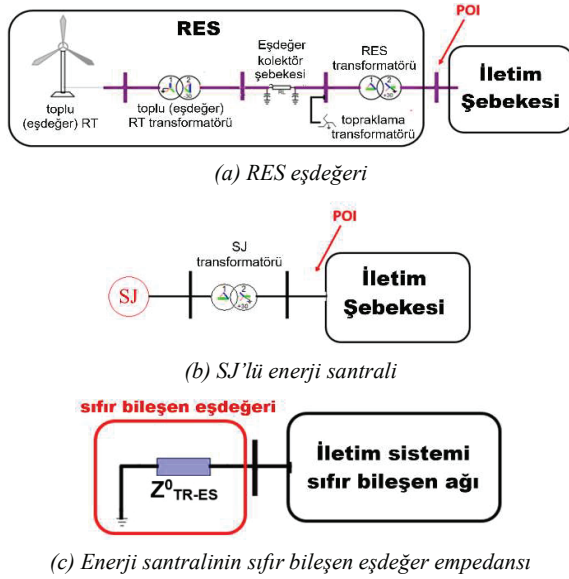 RES
POI
toplu
(eşdeğer) RT
toplu (eşdeğer)
RT transformatörü
Eşdeğer
kolektör
şebekesi
RES
transformatörü
topraklama
transformatörü
İletim
Şebekesi
(a) RES eşdeğeri
POI
SJ
SJ
transformatörü
İletim
Şebekesi
(b) SJ’lü enerji santrali
sıfır bileşen eşdeğeri
Z⁰TR-ES
İletim sistemi
sıfır bileşen ağı
(c) Enerji santralinin sıfır bileşen eşdeğer empedansı